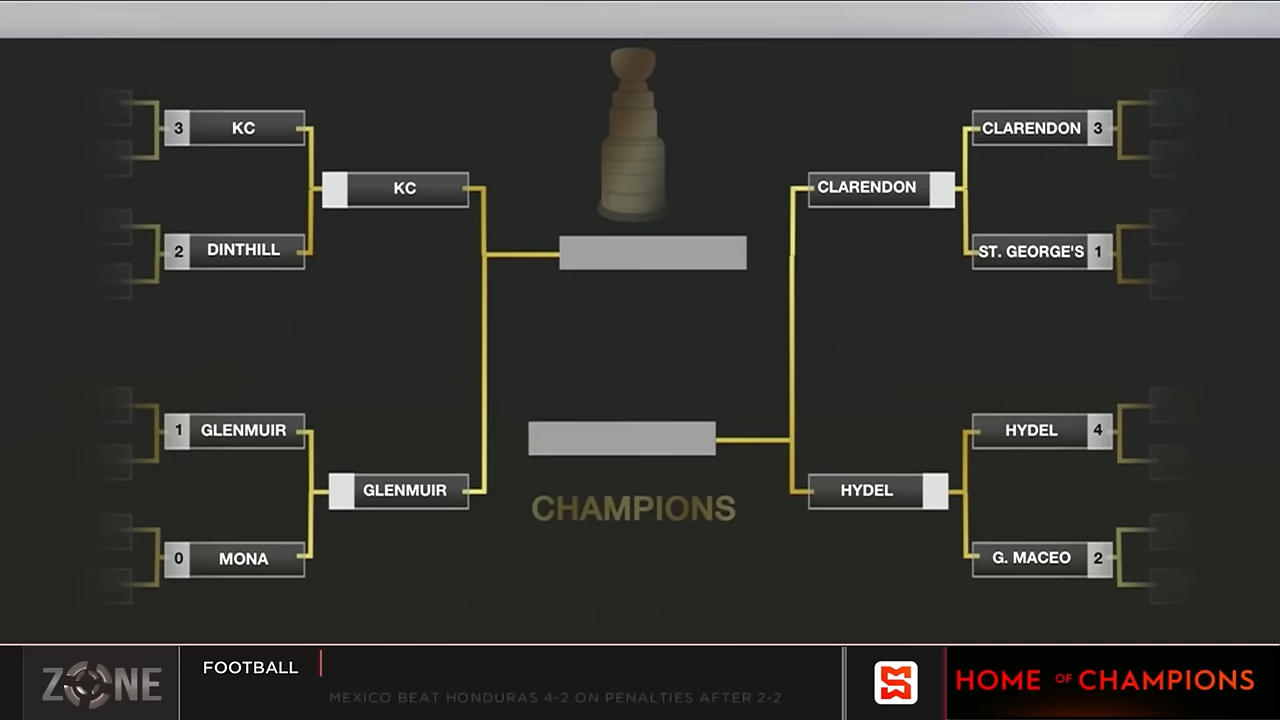 3 KC
KC
2 DINTHILL
1 GLENMUIR
GLENMUIR
0 MONA
CLARENDON 3
CLARENDON
ST. GEORGE'S 1
HYDEL 4
HYDEL
G. MACEO 2
CHAMPIONS
ZONE
FOOTBALL
MEXICO BEAT HONDURAS 4-2 ON PENALTIES AFTER 2-2
HOME OF CHAMPIONS